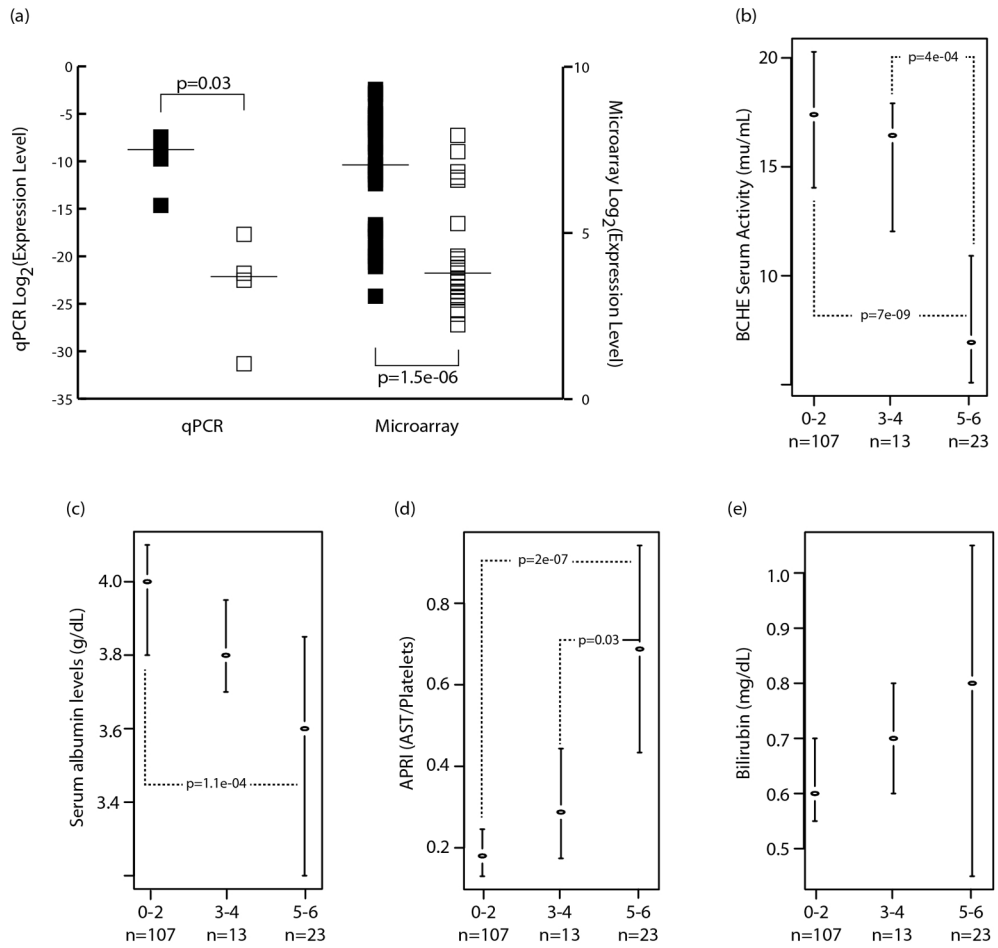 (a)
qPCR Log2(Expression Level)
0
-5
-10
-15
-20
-25
-30
-35
p=0.03
p=1.5e-06
10
5
0
Microarray Log2(Expression Level)
qPCR
Microarray
(b)
BCHE Serum Activity (mu/mL)
20
15
10
p=4e-04
p=7e-09
0-2 3-4 5-6
n=107 n=13 n=23
(c)
Serum albumin levels (g/dL)
4.0
3.8
3.6
3.4
p=1.1e-04
0-2 3-4 5-6
n=107 n=13 n=23
(d)
APRI (AST/Platelets)
0.8
0.6
0.4
0.2
p=2e-07
p=0.03
0-2 3-4 5-6
n=107 n=13 n=23
(e)
Bilirubin (mg/dL)
1.0
0.9
0.8
0.7
0.6
0.5
0-2 3-4 5-6
n=107 n=13 n=23